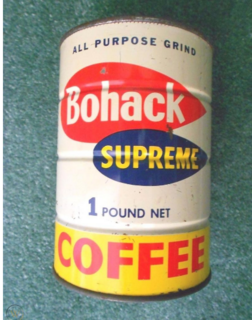 ALL PURPOSE GRIND
Bohack
SUPREME
1 POUND NET
COFFEE